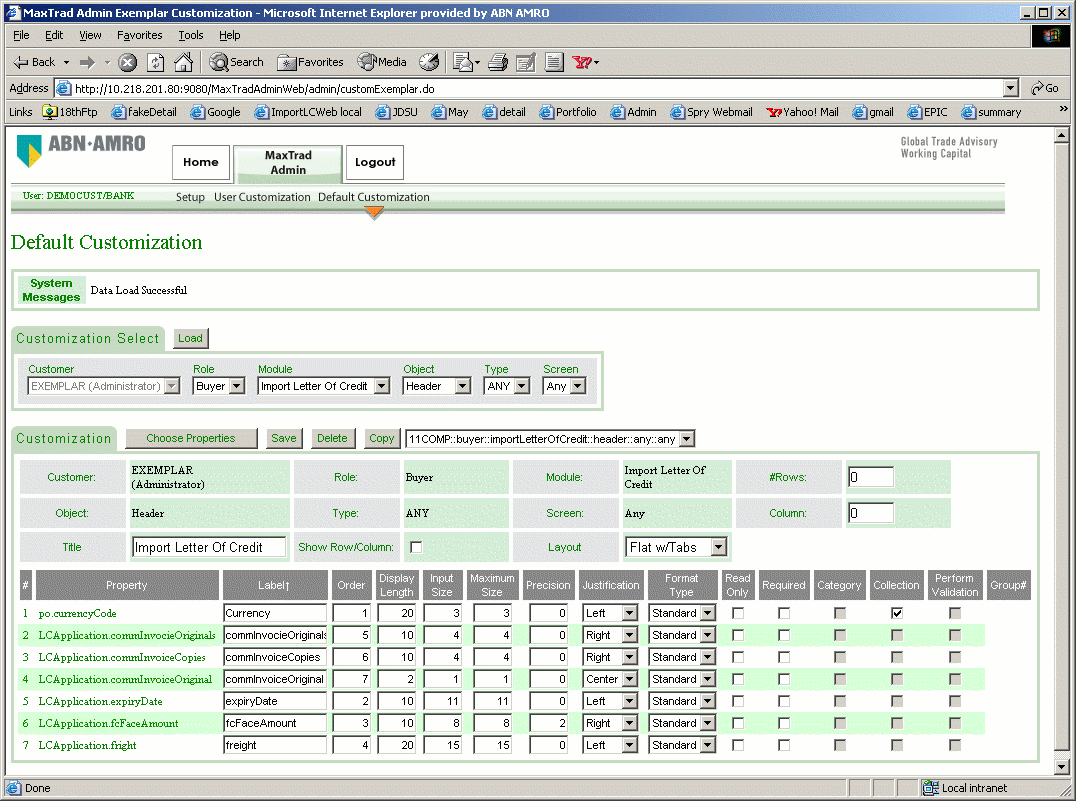 MaxTrad Admin Exemplar Customization - Microsoft Internet Explorer provided by ABN AMRO
File Edit View Favorites Tools Help
Back Search Favorites Media
Address http://10.218.201.80:9080/MaxTradAdminWeb/admin/customExemplar.do Go
Links 18thFtp fakeDetail Google ImportLCWeb local JDSU May detail Portfolio Admin Spry Webmail Yahoo! Mail gmail EPIC summary »
ABN·AMRO
Home MaxTrad Admin Logout
Global Trade Advisory
Working Capital
User: DEMOCUST/BANK Setup User Customization Default Customization
Default Customization
System Messages Data Load Successful
Customization Select Load
Customer Role Module Object Type Screen
EXEMPLAR (Administrator) Buyer Import Letter Of Credit Header ANY Any
Customization Choose Properties Save Delete Copy 11COMP::buyer::importLetterOfCredit::header::any::any
Customer: EXEMPLAR (Administrator) Role: Buyer Module: Import Letter Of Credit #Rows: 0
Object: Header Type: ANY Screen: Any Column: 0
Title Import Letter Of Credit Show Row/Column: Layout Flat w/Tabs
# Property Label↑ Order Display Length Input Size Maximum Size Precision Justification Format Type Read Only Required Category Collection Perform Validation Group#
1 po.currencyCode Currency 1 20 3 3 0 Left Standard
2 LCApplication.commInvocieOriginals commInvocieOriginals 5 10 4 4 0 Right Standard
3 LCApplication.commInvoiceCopies commInvoiceCopies 6 10 4 4 0 Right Standard
4 LCApplication.commInvoiceOriginal commInvoiceOriginal 7 2 1 1 0 Center Standard
5 LCApplication.expiryDate expiryDate 2 10 11 11 0 Left Standard
6 LCApplication.fcFaceAmount fcFaceAmount 3 10 8 8 2 Right Standard
7 LCApplication.fright freight 4 20 15 15 0 Left Standard
Done Local intranet